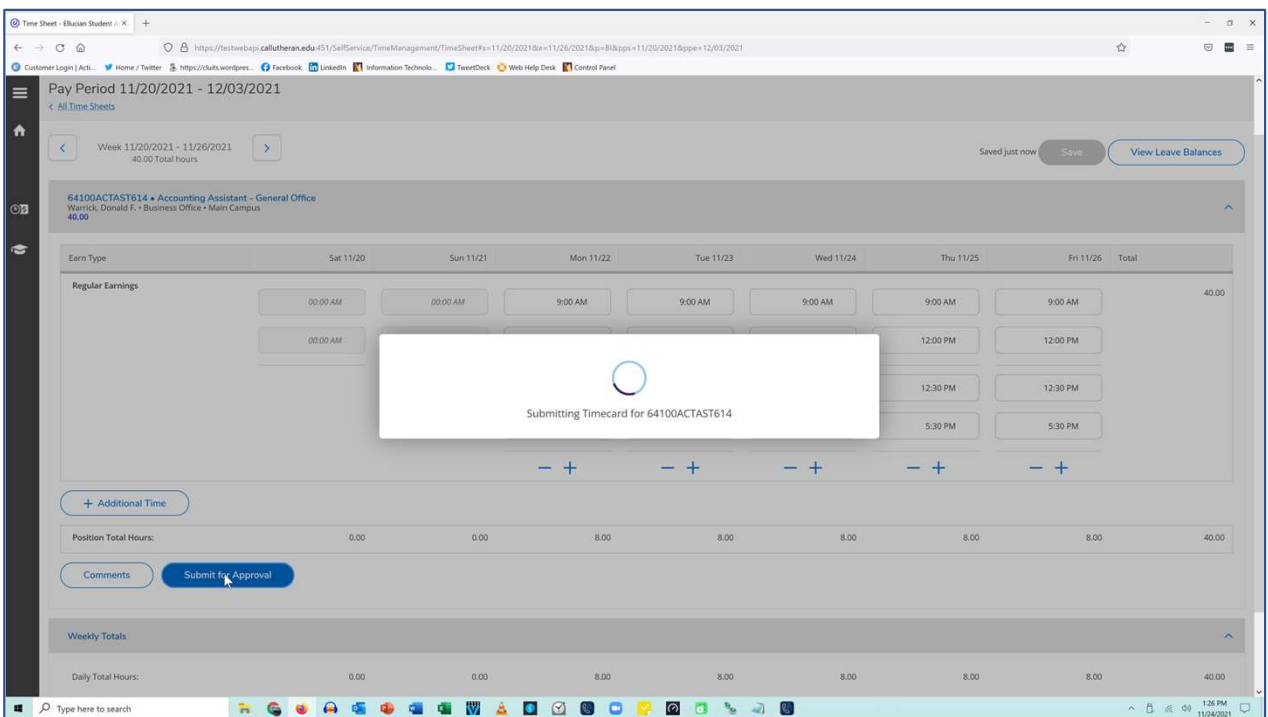 Time Sheet - Ellucian Student A
https://testwebapi.callutheran.edu:451/SelfService/TimeManagement/TimeSheet#s=11/20/2021&e=11/26/2021&p=BI&pps=11/20/2021&ppe=12/03/2021
Customer Login | Acti... Home / Twitter https://cluits.wordpres... Facebook LinkedIn Information Technolo... TweetDeck Web Help Desk Control Panel
Pay Period 11/20/2021 - 12/03/2021
< All Time Sheets
Week 11/20/2021 - 11/26/2021
40.00 Total hours
Saved just now Save View Leave Balances
64100ACTAST614 • Accounting Assistant - General Office
Warrick, Donald F. • Business Office • Main Campus
40.00
Earn Type Sat 11/20 Sun 11/21 Mon 11/22 Tue 11/23 Wed 11/24 Thu 11/25 Fri 11/26 Total
Regular Earnings 00:00 AM 00:00 AM 9:00 AM 9:00 AM 9:00 AM 9:00 AM 9:00 AM 40.00
00:00 AM 12:00 PM 12:00 PM
12:30 PM 12:30 PM
Submitting Timecard for 64100ACTAST614
5:30 PM 5:30 PM
− + − + − + − + − +
+ Additional Time
Position Total Hours: 0.00 0.00 8.00 8.00 8.00 8.00 8.00 40.00
Comments Submit for Approval
Weekly Totals
Daily Total Hours: 0.00 0.00 8.00 8.00 8.00 8.00 8.00 40.00
Type here to search
1:26 PM
11/24/2021